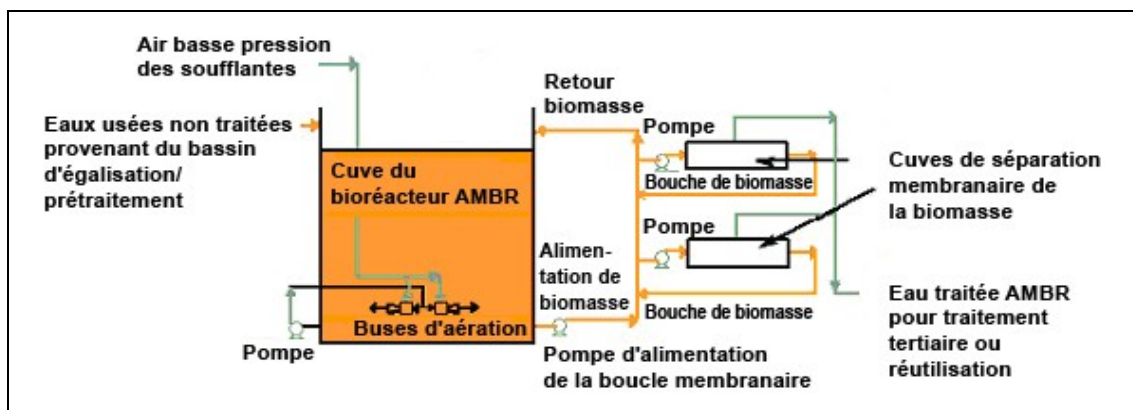 Air basse pression
des soufflantes
Eaux usées non traitées
provenant du bassin
d'égalisation/
prétraitement
Cuve du
bioréacteur AMBR
Buses d'aération
Pompe
Retour
biomasse
Alimen-
tation de
biomasse
Pompe d'alimentation
de la boucle membranaire
Pompe
Bouche de biomasse
Pompe
Bouche de biomasse
Cuves de séparation
membranaire de
la biomasse
Eau traitée AMBR
pour traitement
tertiaire ou
réutilisation